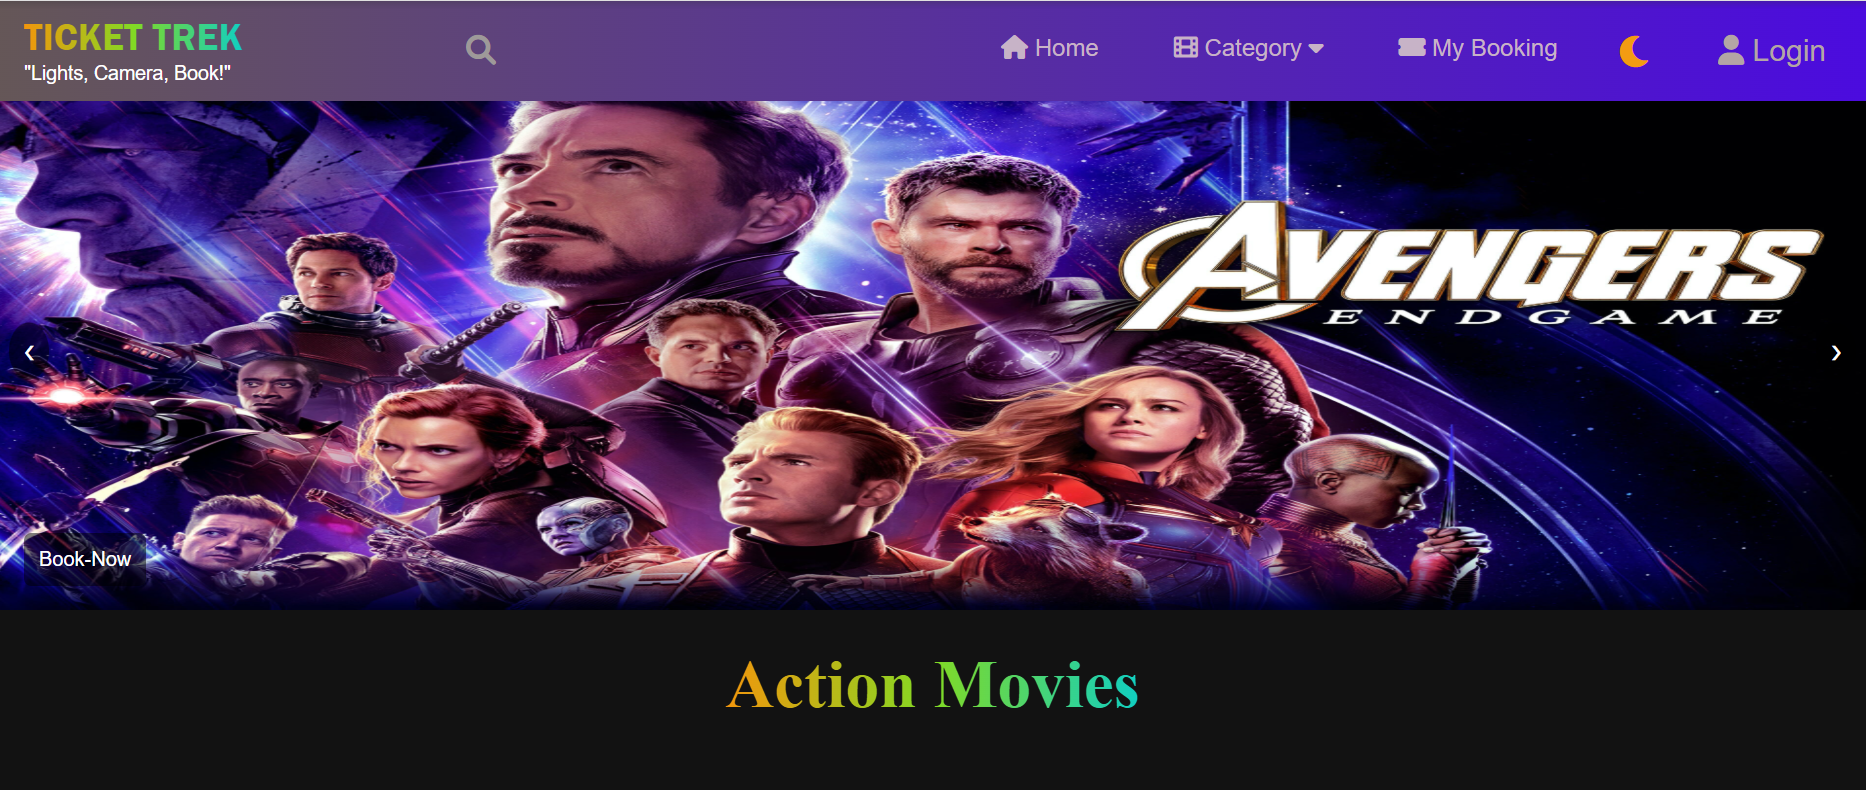 TICKET TREK
"Lights, Camera, Book!"
Home
Category
My Booking
Login
AVENGERS
ENDGAME
Book-Now
Action Movies